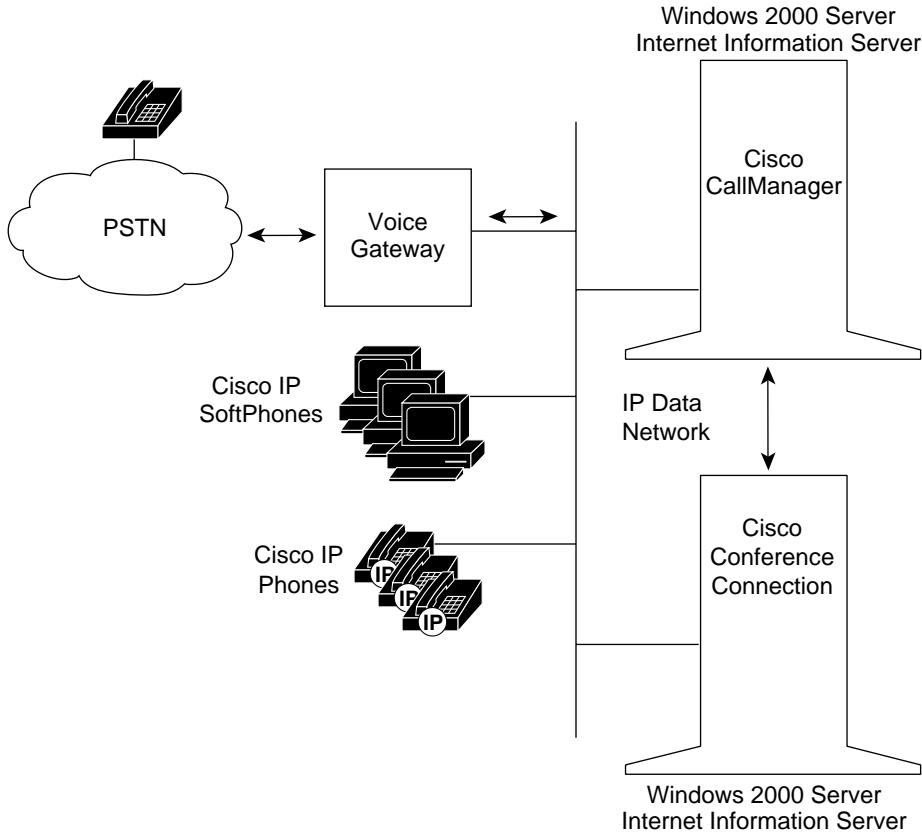 Windows 2000 Server
Internet Information Server
Cisco
CallManager
PSTN
Voice
Gateway
Cisco IP
SoftPhones
IP Data
Network
Cisco IP
Phones
IP
IP
IP
Cisco
Conference
Connection
Windows 2000 Server
Internet Information Server